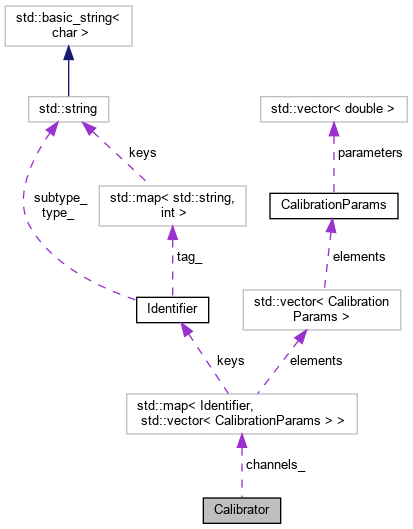 std::basic_string<
char >
std::string
std::vector< double >
keys
parameters
subtype_
type_
std::map< std::string,
int >
CalibrationParams
tag_
elements
Identifier
std::vector< Calibration
Params >
keys
elements
std::map< Identifier,
std::vector< CalibrationParams > >
channels_
Calibrator